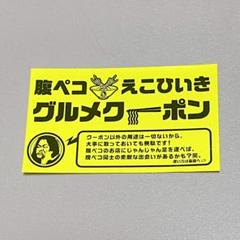 腹ペコ えこひいき
グルメクーポン
クーポン以外の用途は一切ないから、
大事に取っておいても無駄です!
腹ペコのお店にじゃんじゃん足を運べば、
腹ペコ同士の素敵な出会いがあるかも?笑。